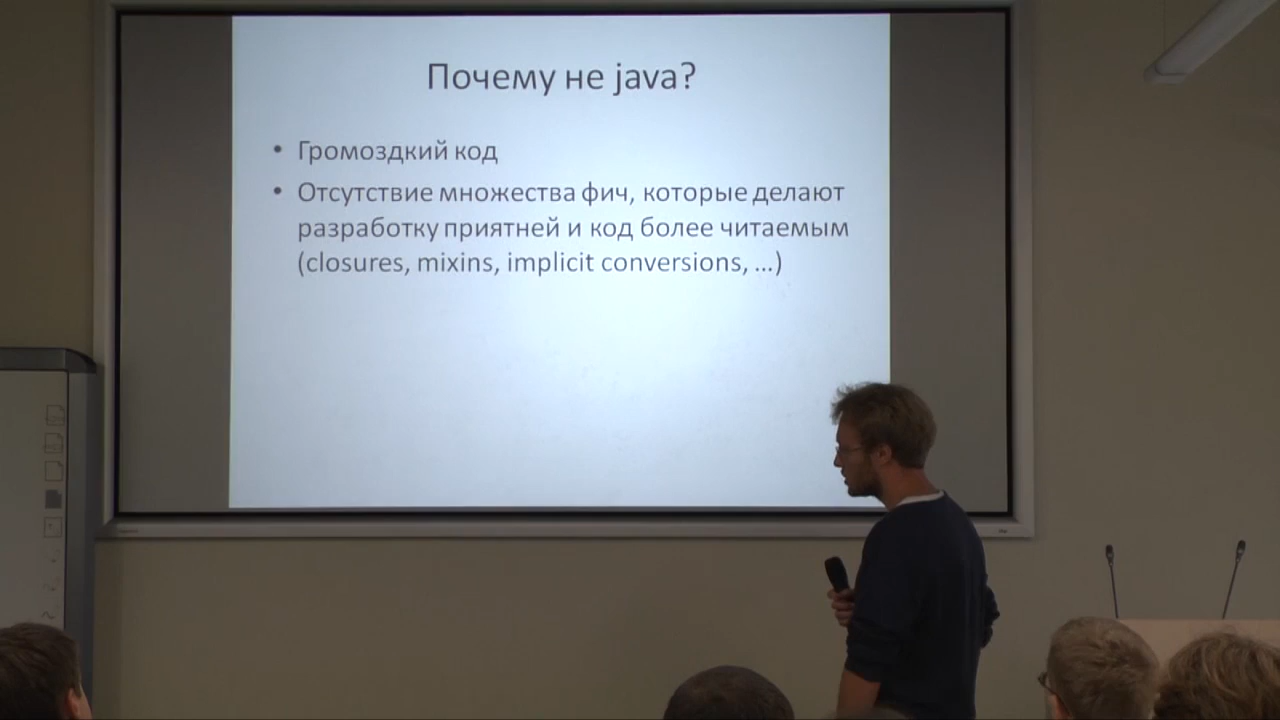 Почему не java?
• Громоздкий код
• Отсутствие множества фич, которые делают
разработку приятней и код более читаемым
(closures, mixins, implicit conversions, ...)